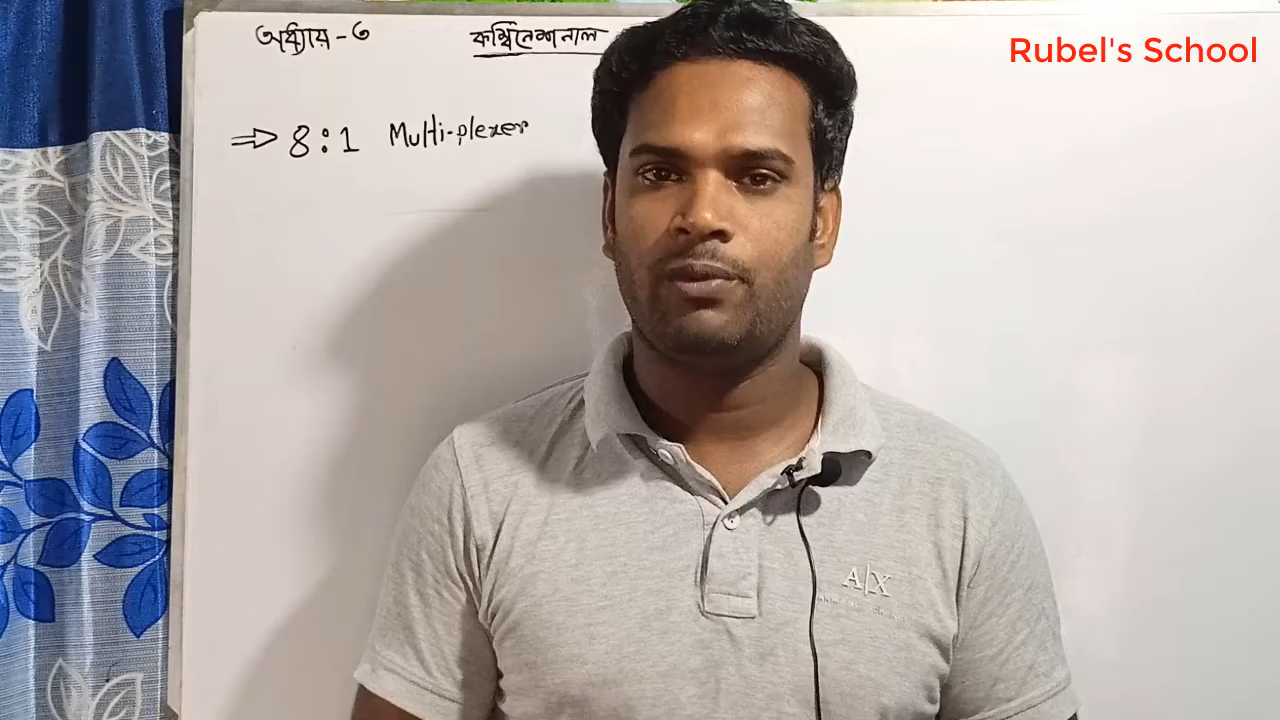 অধ্যায় - ৩ কম্বিনেশনাল
Rubel's School
⇒ 8:1 Multi-plexer
A|X